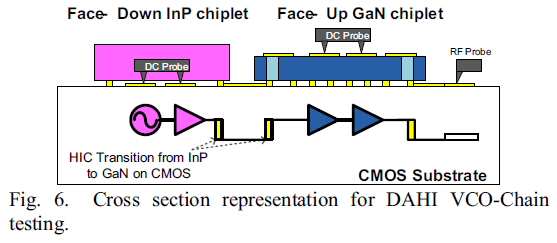 Face- Down InP chiplet
Face- Up GaN chiplet
DC Probe
DC Probe
RF Probe
HIC Transition from InP
to GaN on CMOS
CMOS Substrate
Fig. 6. Cross section representation for DAHI VCO-Chain
testing.